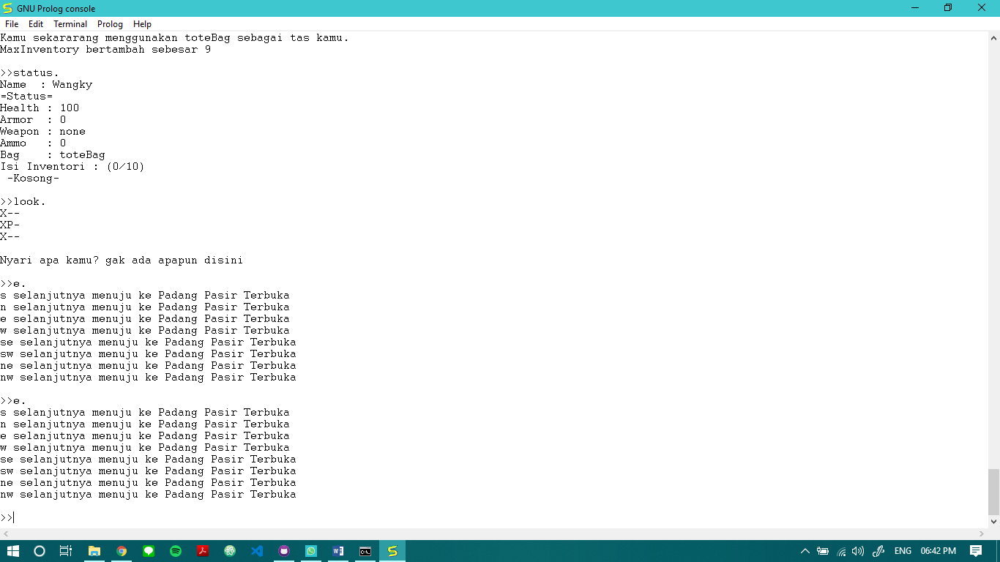 GNU Prolog console
File Edit Terminal Prolog Help
Kamu sekararang menggunakan toteBag sebagai tas kamu.
MaxInventory bertambah sebesar 9
>>status.
Name  : Wangky
=Status=
Health : 100
Armor  : 0
Weapon : none
Ammo   : 0
Bag    : toteBag
Isi Inventori : (0/10)
 -Kosong-
>>look.
X--
XP-
X--
Nyari apa kamu? gak ada apapun disini
>>e.
s selanjutnya menuju ke Padang Pasir Terbuka
n selanjutnya menuju ke Padang Pasir Terbuka
e selanjutnya menuju ke Padang Pasir Terbuka
w selanjutnya menuju ke Padang Pasir Terbuka
se selanjutnya menuju ke Padang Pasir Terbuka
sw selanjutnya menuju ke Padang Pasir Terbuka
ne selanjutnya menuju ke Padang Pasir Terbuka
nw selanjutnya menuju ke Padang Pasir Terbuka
>>e.
s selanjutnya menuju ke Padang Pasir Terbuka
n selanjutnya menuju ke Padang Pasir Terbuka
e selanjutnya menuju ke Padang Pasir Terbuka
w selanjutnya menuju ke Padang Pasir Terbuka
se selanjutnya menuju ke Padang Pasir Terbuka
sw selanjutnya menuju ke Padang Pasir Terbuka
ne selanjutnya menuju ke Padang Pasir Terbuka
nw selanjutnya menuju ke Padang Pasir Terbuka
>>
ENG 06:42 PM